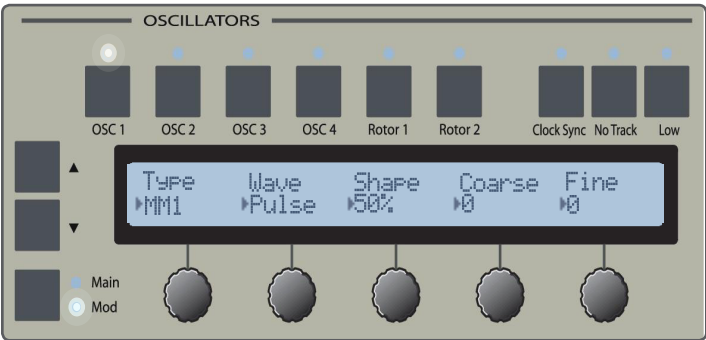 OSCILLATORS
OSC 1 OSC 2 OSC 3 OSC 4 Rotor 1 Rotor 2 Clock Sync No Track Low
▲
Type Wave Shape Coarse Fine
▶MM1 ▶Pulse ▶50% ▶0 ▶0
▼
Main
Mod